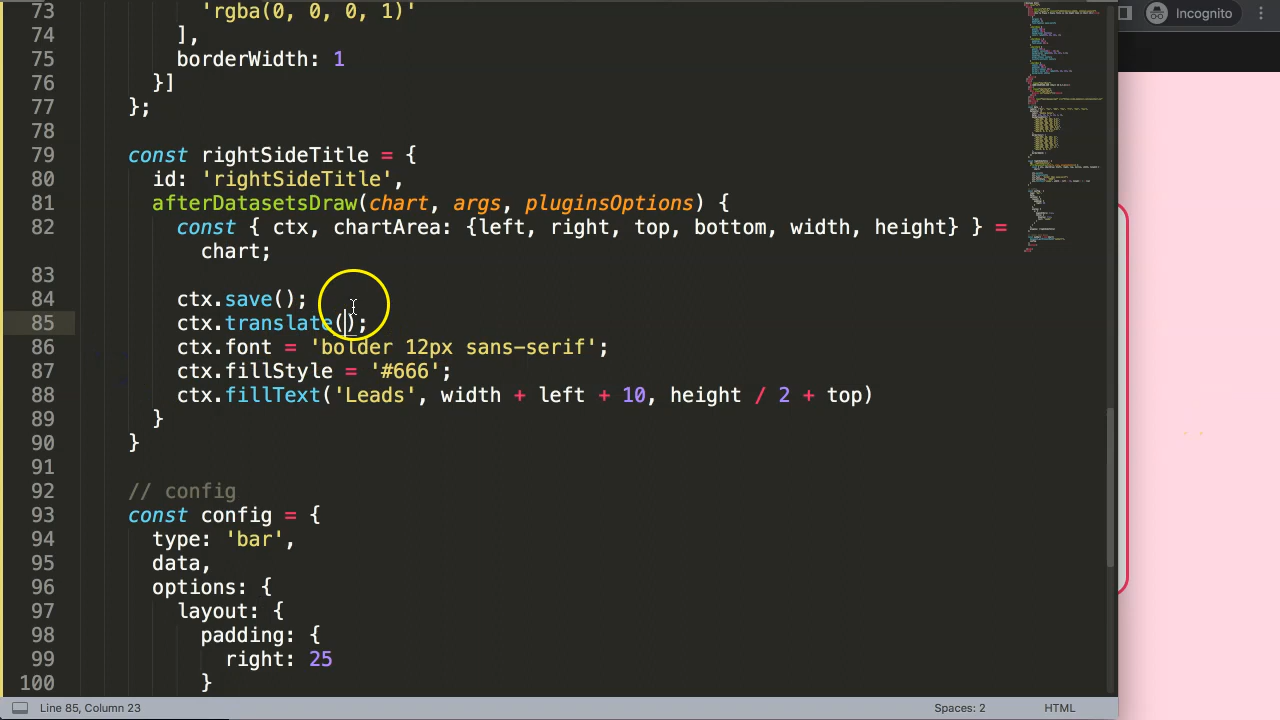 Incognito
73 'rgba(0, 0, 0, 1)'
74 ],
75 borderWidth: 1
76 }]
77 };
78
79 const rightSideTitle = {
80 id: 'rightSideTitle',
81 afterDatasetsDraw(chart, args, pluginsOptions) {
82 const { ctx, chartArea: {left, right, top, bottom, width, height} } =
chart;
83
84 ctx.save();
85 ctx.translate();
86 ctx.font = 'bolder 12px sans-serif';
87 ctx.fillStyle = '#666';
88 ctx.fillText('Leads', width + left + 10, height / 2 + top)
89 }
90 }
91
92 // config
93 const config = {
94 type: 'bar',
95 data,
96 options: {
97 layout: {
98 padding: {
99 right: 25
100 }
Line 85, Column 23 Spaces: 2 HTML